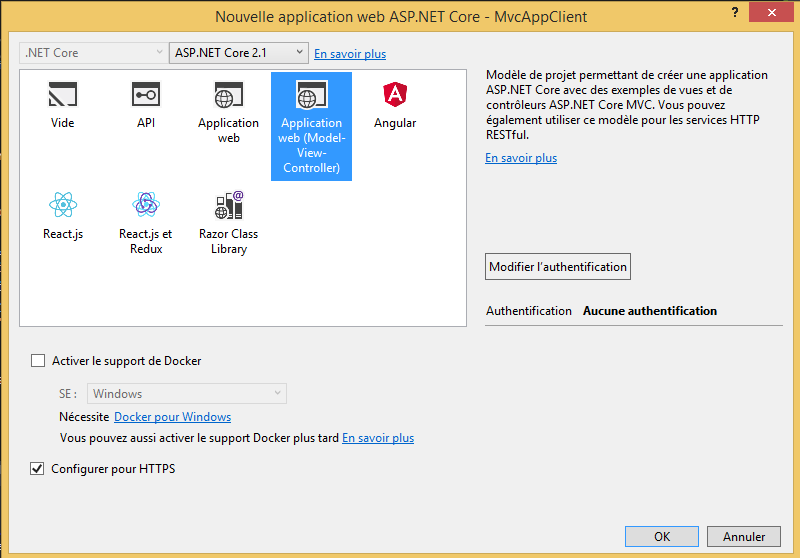 Nouvelle application web ASP.NET Core - MvcAppClient
?
.NET Core
ASP.NET Core 2.1
En savoir plus
Vide
API
Application
web
Application
web (Model-
View-
Controller)
Angular
React.js
React.js et
Redux
Razor Class
Library
Modèle de projet permettant de créer une application
ASP.NET Core avec des exemples de vues et de
contrôleurs ASP.NET Core MVC. Vous pouvez
également utiliser ce modèle pour les services HTTP
RESTful.
En savoir plus
Modifier l'authentification
Authentification Aucune authentification
Activer le support de Docker
SE : Windows
Nécessite Docker pour Windows
Vous pouvez aussi activer le support Docker plus tard En savoir plus
Configurer pour HTTPS
OK
Annuler